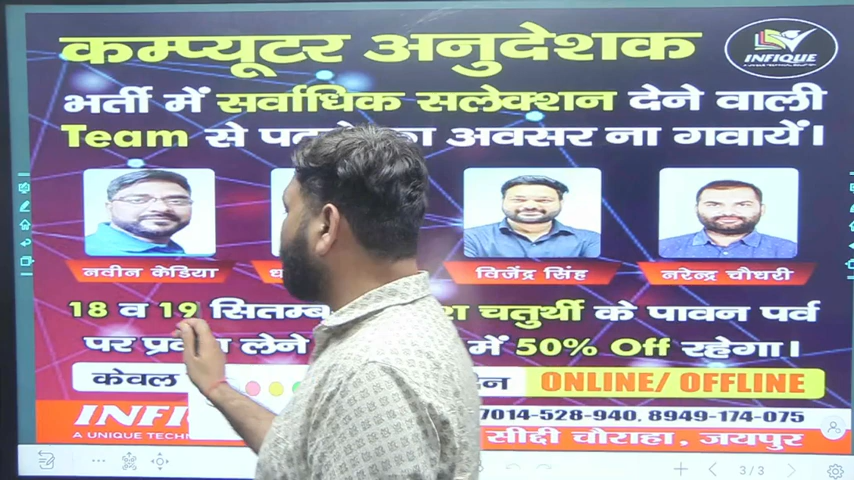 कम्प्यूटर अनुदेशक
INFIQUE
भर्ती में सर्वाधिक सलेक्शन देने वाली
Team से का अवसर ना गवायें।
नवीन केडिया
विजेंद्र सिंह
नरेन्द्र चौधरी
18 व 19 सितम्ब चतुर्थी के पावन पर्व
पर लेने में 50% Off रहेगा।
केवल ONLINE/ OFFLINE
INFI 7014-528-940, 8949-174-075
A UNIQUE TECHN सीद्दी चौराहा, जयपुर
3/3